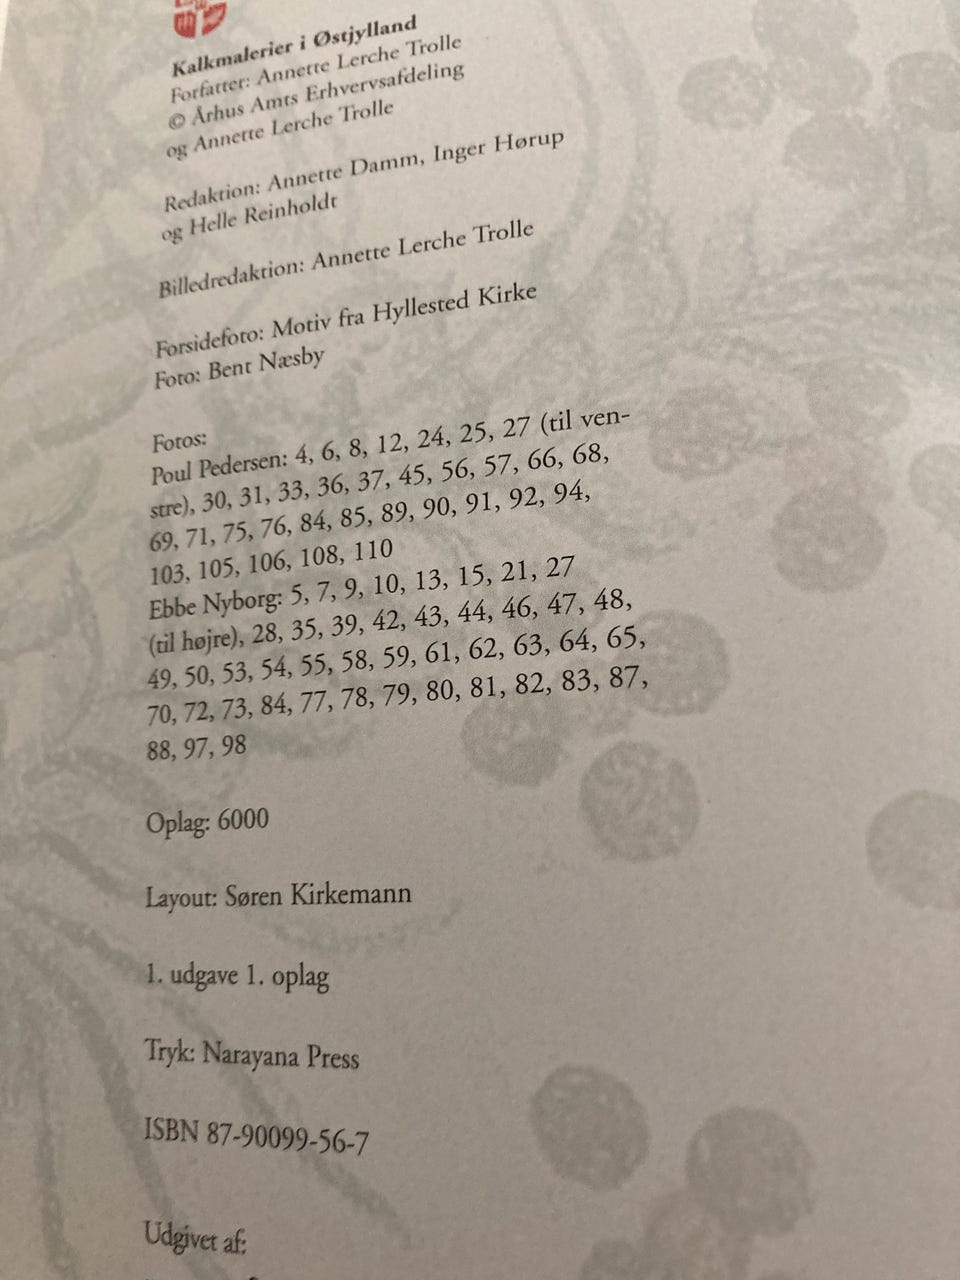 Kalkmalerier i Østjylland
Forfatter: Annette Lerche Trolle
© Århus Amts Erhvervsafdeling
og Annette Lerche Trolle
Redaktion: Annette Damm, Inger Hørup
og Helle Reinholdt
Billedredaktion: Annette Lerche Trolle
Forsidefoto: Motiv fra Hyllested Kirke
Foto: Bent Næsby
Fotos:
Poul Pedersen: 4, 6, 8, 12, 24, 25, 27 (til ven-
stre), 30, 31, 33, 36, 37, 45, 56, 57, 66, 68,
69, 71, 75, 76, 84, 85, 89, 90, 91, 92, 94,
103, 105, 106, 108, 110
Ebbe Nyborg: 5, 7, 9, 10, 13, 15, 21, 27
(til højre), 28, 35, 39, 42, 43, 44, 46, 47, 48,
49, 50, 53, 54, 55, 58, 59, 61, 62, 63, 64, 65,
70, 72, 73, 84, 77, 78, 79, 80, 81, 82, 83, 87,
88, 97, 98
Oplag: 6000
Layout: Søren Kirkemann
1. udgave 1. oplag
Tryk: Narayana Press
ISBN 87-90099-56-7
Udgivet af: